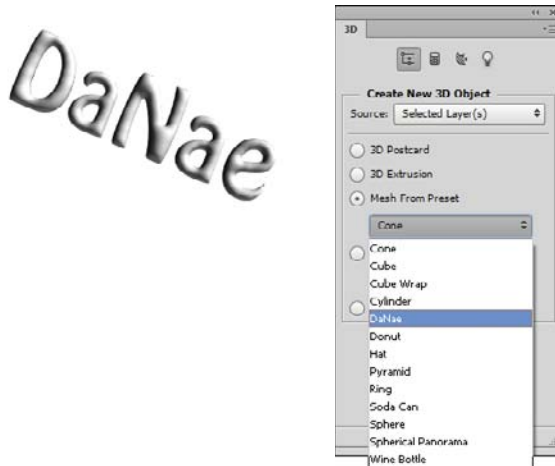 DaNae
3D
Create New 3D Object
Source: Selected Layer(s)
3D Postcard
3D Extrusion
Mesh From Preset
Cone
Cone
Cube
Cube Wrap
Cylinder
DaNae
Donut
Hat
Pyramid
Ring
Soda Can
Sphere
Spherical Panorama
Wine Bottle